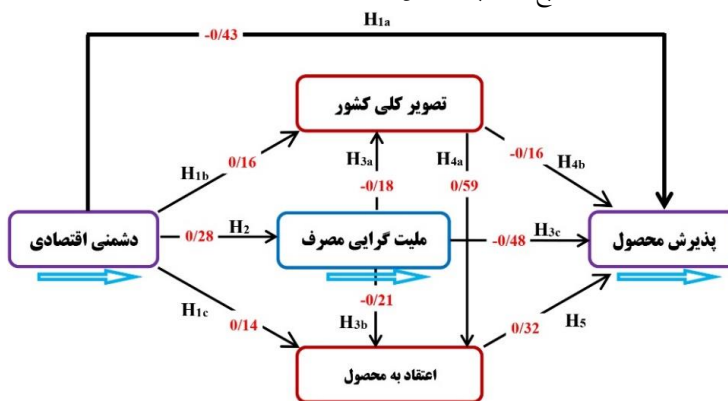 H1a
-0/43
تصویر کلی کشور
H1b
0/16
H3a
-0/18
H4a
0/59
-0/16
H4b
دشمنی اقتصادی
0/28
H2
ملیت گرایی مصرف
-0/48
H3c
پذیرش محصول
H1c
0/14
-0/21
H3b
0/32
H5
اعتقاد به محصول